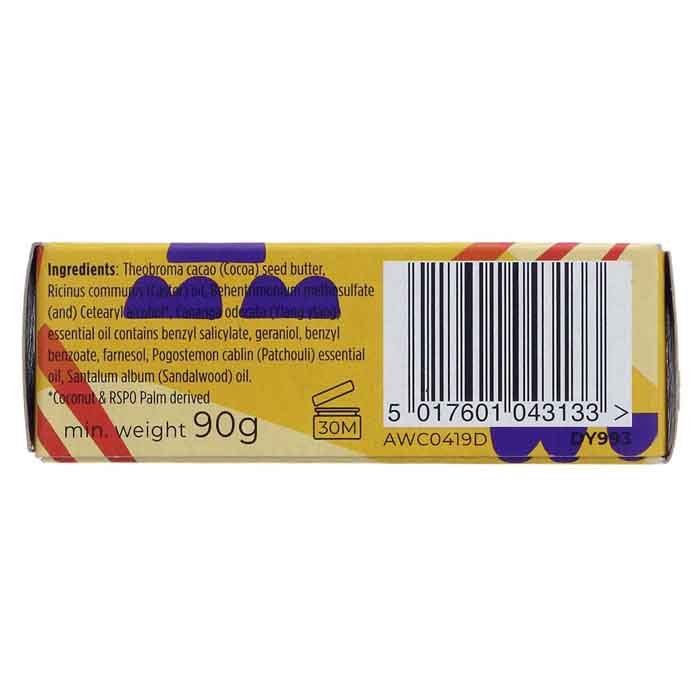 Ingredients: Theobroma cacao (Cocoa) seed butter,
Ricinus communis (Castor) oil, Behentrimonium methosulfate
(and) Cetearyl alcohol*, Cananga odorata (Ylang ylang)
essential oil contains benzyl salicylate, geraniol, benzyl
benzoate, farnesol, Pogostemon cablin (Patchouli) essential
oil, Santalum album (Sandalwood) oil.
*Coconut & RSPO Palm derived
min. weight 90g
30M
5 017601 043133 >
AWC0419D
DY993